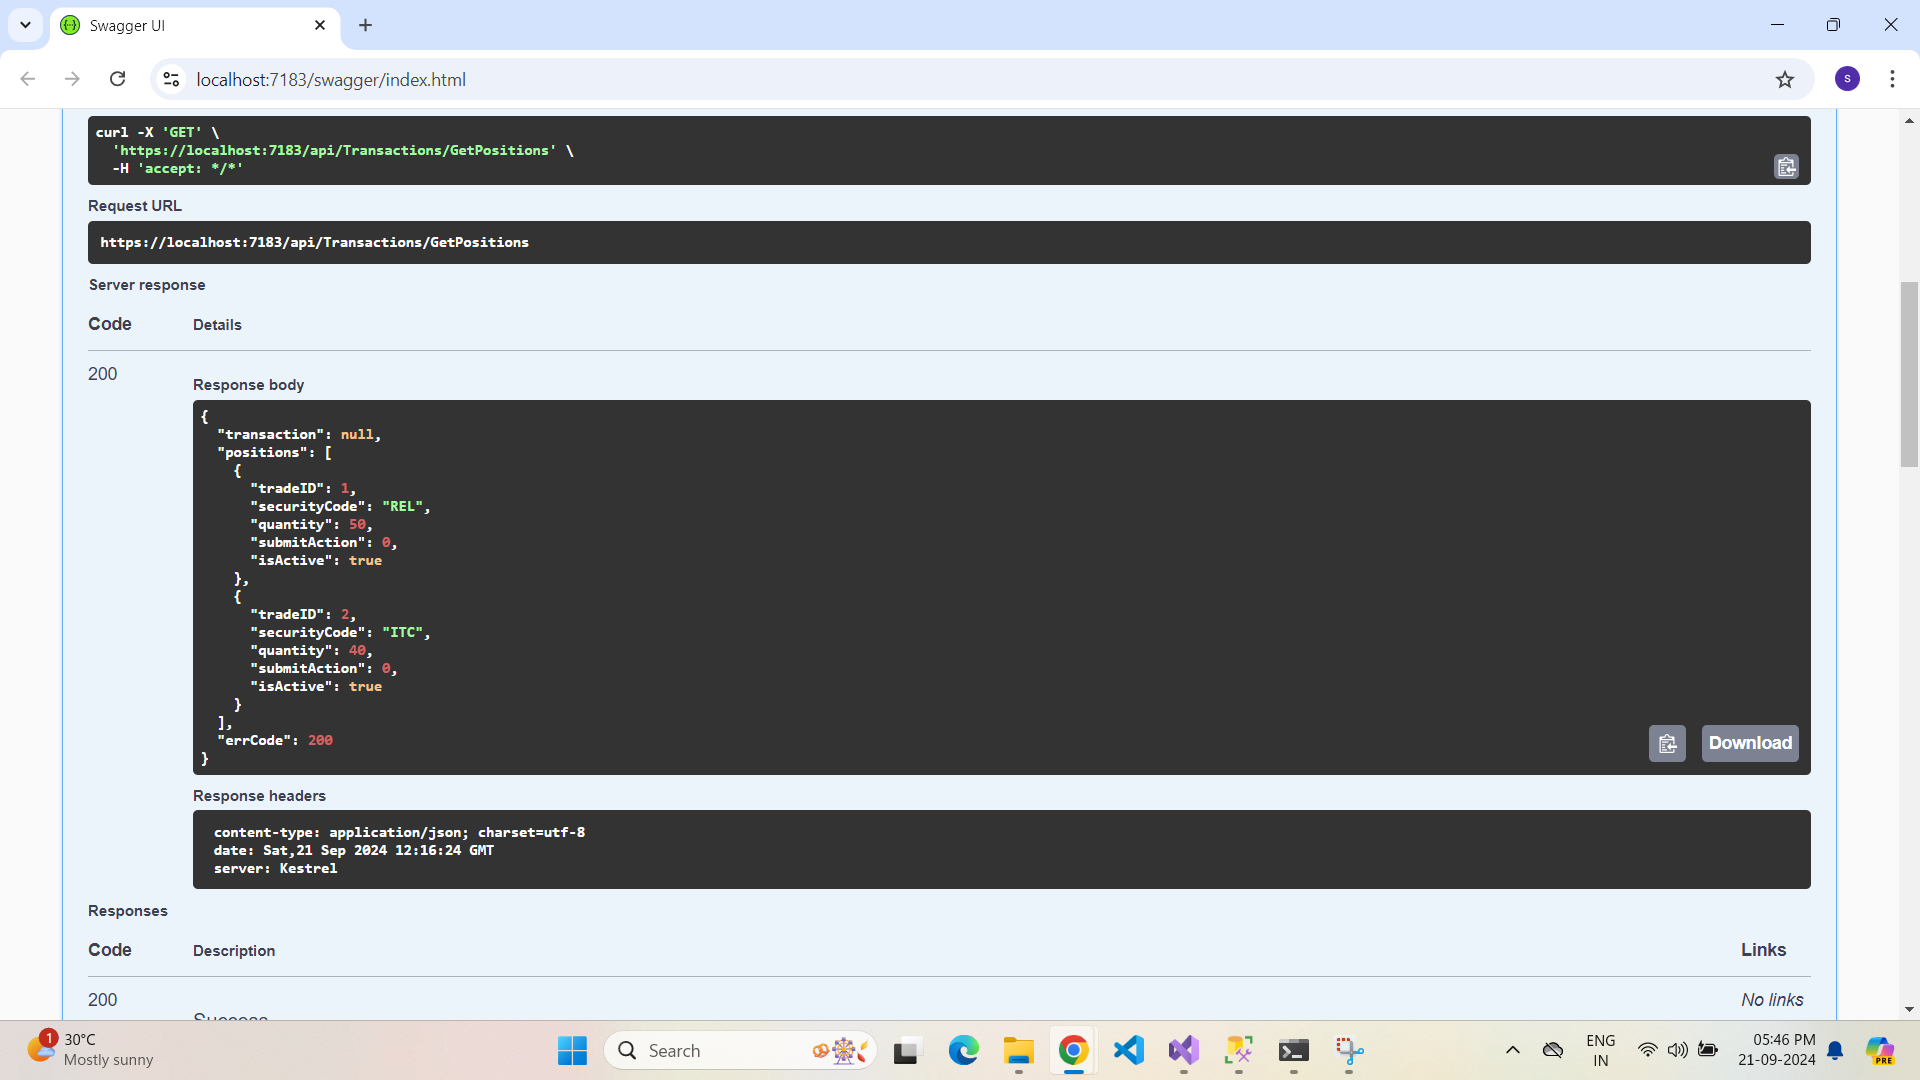 Swagger UI
localhost:7183/swagger/index.html
s
curl -X 'GET' \
  'https://localhost:7183/api/Transactions/GetPositions' \
  -H 'accept: */*'
Request URL
https://localhost:7183/api/Transactions/GetPositions
Server response
Code Details
200
Response body
{
  "transaction": null,
  "positions": [
    {
      "tradeID": 1,
      "securityCode": "REL",
      "quantity": 50,
      "submitAction": 0,
      "isActive": true
    },
    {
      "tradeID": 2,
      "securityCode": "ITC",
      "quantity": 40,
      "submitAction": 0,
      "isActive": true
    }
  ],
  "errCode": 200
}
Download
Response headers
content-type: application/json; charset=utf-8
date: Sat,21 Sep 2024 12:16:24 GMT
server: Kestrel
Responses
Code Description Links
200 No links
Success
1
30°C
Mostly sunny
Search
ENG
IN
05:46 PM
21-09-2024
PRE